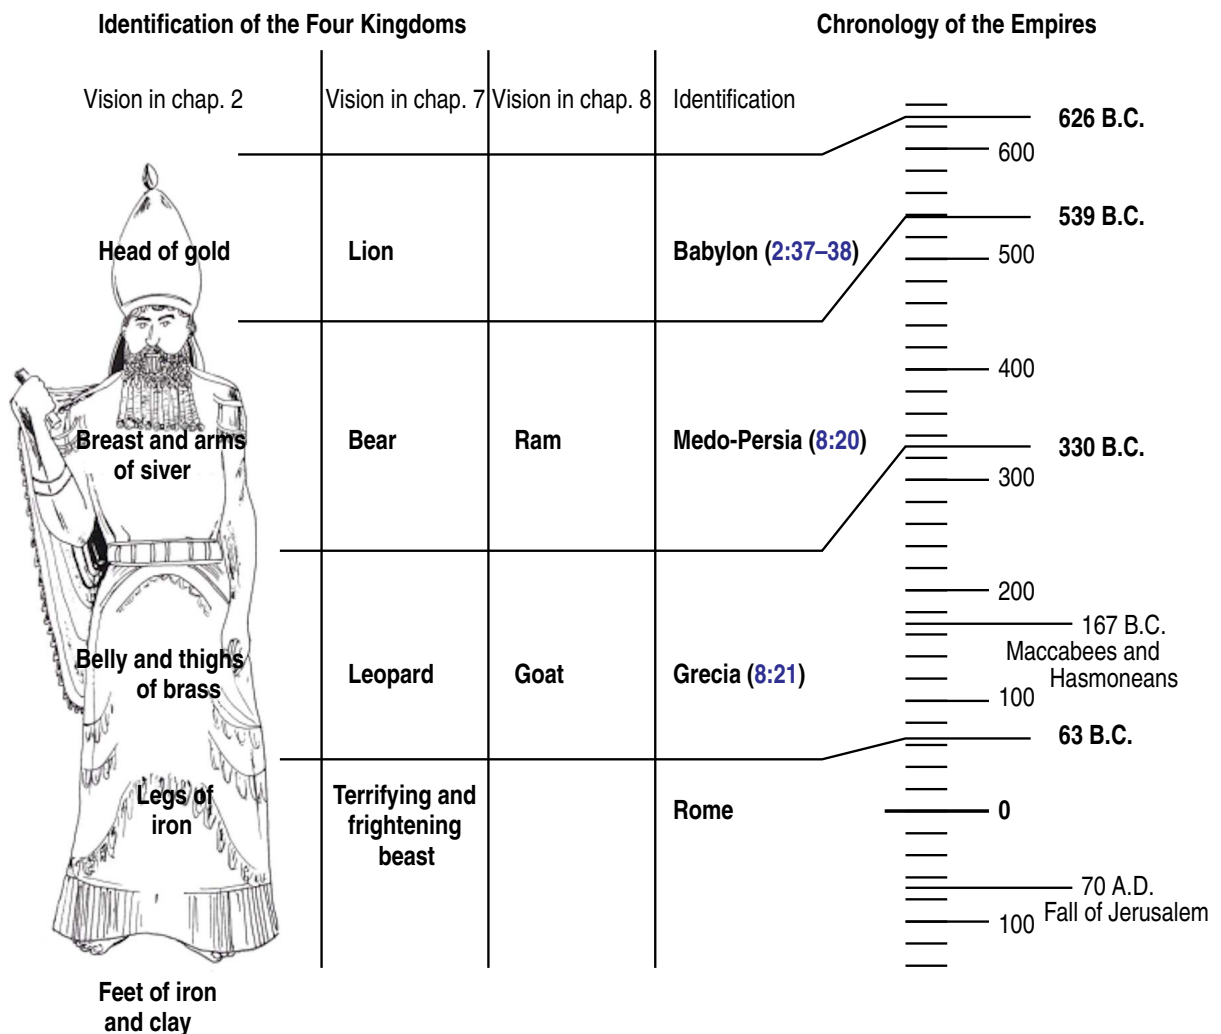 Identification of the Four Kingdoms
Chronology of the Empires
Vision in chap. 2
Vision in chap. 7
Vision in chap. 8
Identification
626 B.C.
600
539 B.C.
Head of gold
Lion
Babylon (2:37–38)
500
400
Breast and arms
of siver
Bear
Ram
Medo-Persia (8:20)
330 B.C.
300
200
167 B.C.
Maccabees and
Hasmoneans
Belly and thighs
of brass
Leopard
Goat
Grecia (8:21)
100
63 B.C.
Legs of
iron
Terrifying and
frightening
beast
Rome
0
70 A.D.
Fall of Jerusalem
100
Feet of iron
and clay